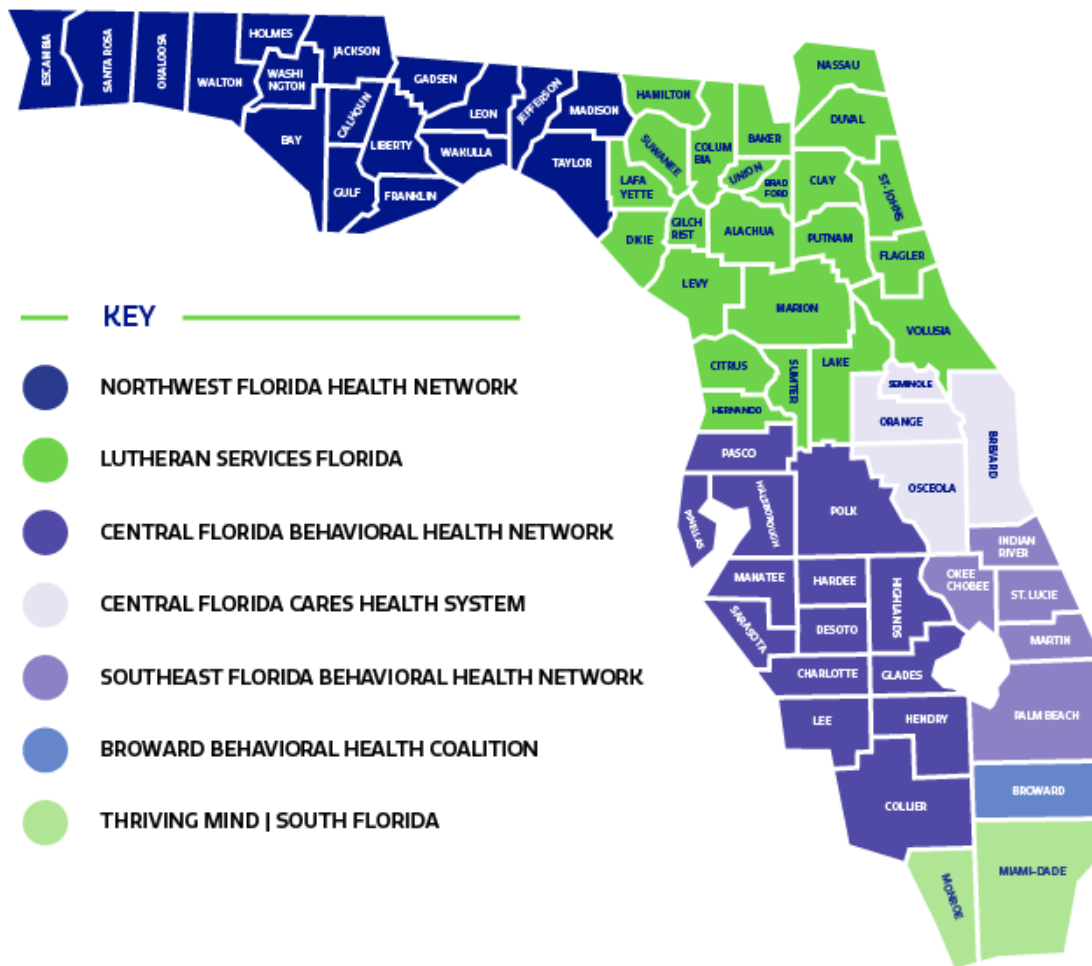 ESCAMBIA
SANTA ROSA
OKALOOSA
WALTON
HOLMES
WASHI
NGTON
JACKSON
BAY
CALHOUN
GULF
LIBERTY
FRANKLIN
GADSEN
LEON
WAKULLA
JEFFERSON
MADISON
TAYLOR
HAMILTON
SUWANEE
LAFA
YETTE
DIXIE
COLUM
BIA
GILCH
RIST
BAKER
UNION
BRAD
FORD
NASSAU
DUVAL
CLAY
ST. JOHNS
ALACHUA
PUTNAM
FLAGLER
LEVY
MARION
VOLUSIA
CITRUS
SUMTER
LAKE
HERNANDO
SEMINOLE
ORANGE
BREVARD
PASCO
OSCEOLA
PINELLAS
HILLSBOROUGH
POLK
INDIAN
RIVER
MANATEE
HARDEE
HIGHLANDS
OKEE
CHOBEE
ST. LUCIE
SARASOTA
DESOTO
MARTIN
CHARLOTTE
GLADES
PALM BEACH
LEE
HENDRY
COLLIER
BROWARD
MIAMI-DADE
MONROE
KEY
NORTHWEST FLORIDA HEALTH NETWORK
LUTHERAN SERVICES FLORIDA
CENTRAL FLORIDA BEHAVIORAL HEALTH NETWORK
CENTRAL FLORIDA CARES HEALTH SYSTEM
SOUTHEAST FLORIDA BEHAVIORAL HEALTH NETWORK
BROWARD BEHAVIORAL HEALTH COALITION
THRIVING MIND | SOUTH FLORIDA